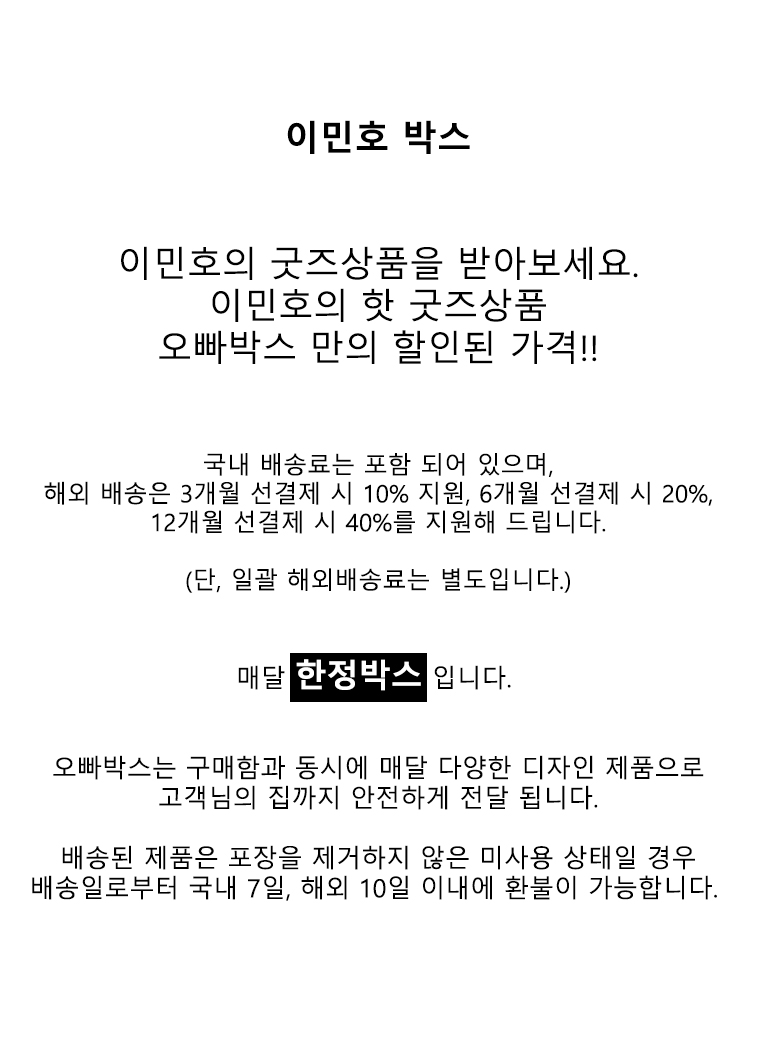 이민호 박스
이민호의 굿즈상품을 받아보세요.
이민호의 핫 굿즈상품
오빠박스 만의 할인된 가격!!
국내 배송료는 포함 되어 있으며,
해외 배송은 3개월 선결제 시 10% 지원, 6개월 선결제 시 20%,
12개월 선결제 시 40%를 지원해 드립니다.
(단, 일괄 해외배송료는 별도입니다.)
매달 한정박스 입니다.
오빠박스는 구매함과 동시에 매달 다양한 디자인 제품으로
고객님의 집까지 안전하게 전달 됩니다.
배송된 제품은 포장을 제거하지 않은 미사용 상태일 경우
배송일로부터 국내 7일, 해외 10일 이내에 환불이 가능합니다.